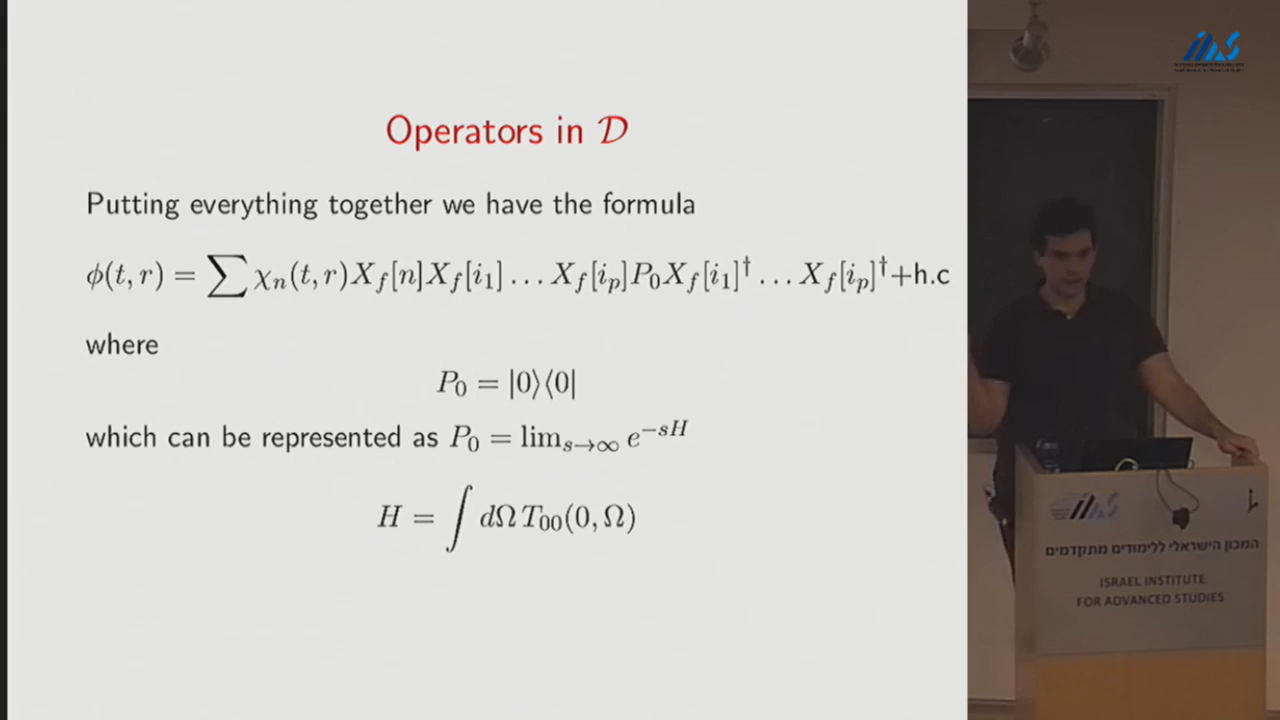 Operators in 𝒟
Putting everything together we have the formula
ϕ(t, r) = ∑ χₙ(t, r)X_f[n]X_f[i₁] … X_f[i_p]P₀X_f[i₁]† … X_f[i_p]†+h.c
where
P₀ = |0⟩⟨0|
which can be represented as P₀ = lim_{s→∞} e^{−sH}
H = ∫ dΩ T₀₀(0, Ω)
המכון הישראלי ללימודים מתקדמים
ISRAEL INSTITUTE
FOR ADVANCED STUDIES